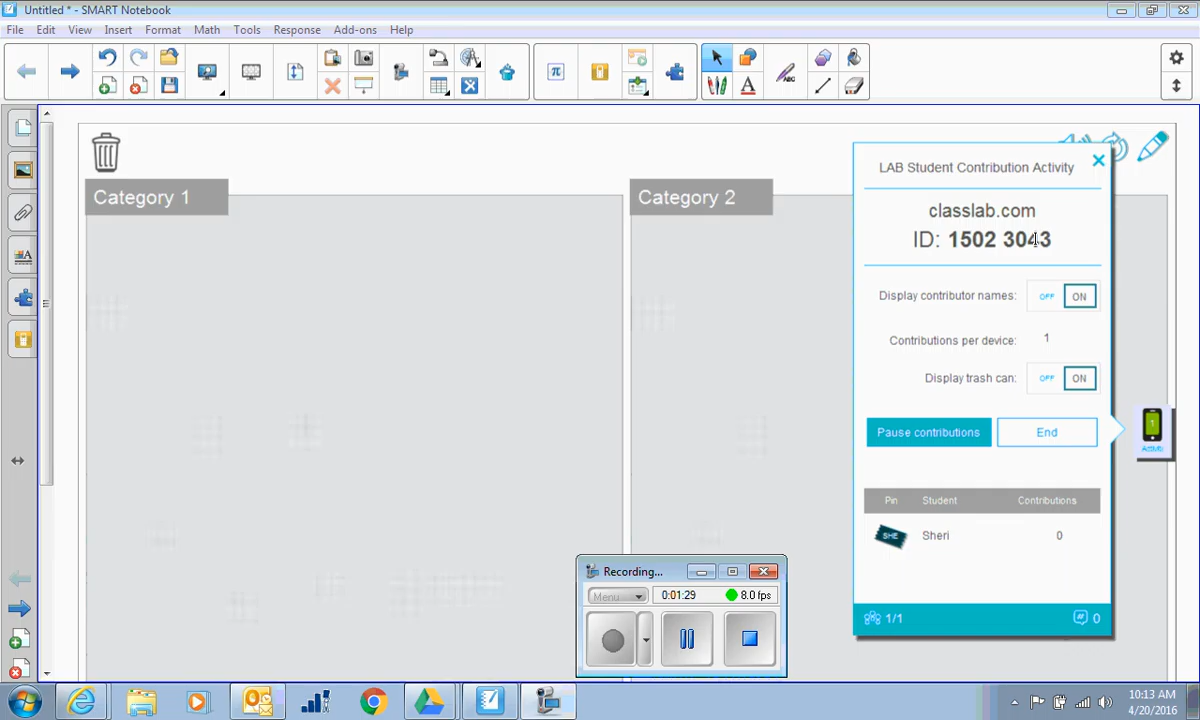 Untitled * - SMART Notebook
File Edit View Insert Format Math Tools Response Add-ons Help
π
A
Category 1
Category 2
LAB Student Contribution Activity
classlab.com
ID: 1502 3043
Display contributor names: OFF ON
Contributions per device: 1
Display trash can: OFF ON
Pause contributions End
1
Activity
Pin Student Contributions
SHE Sheri 0
Recording...
Menu 0:01:29 8.0 fps
1/1 0
10:13 AM
4/20/2016